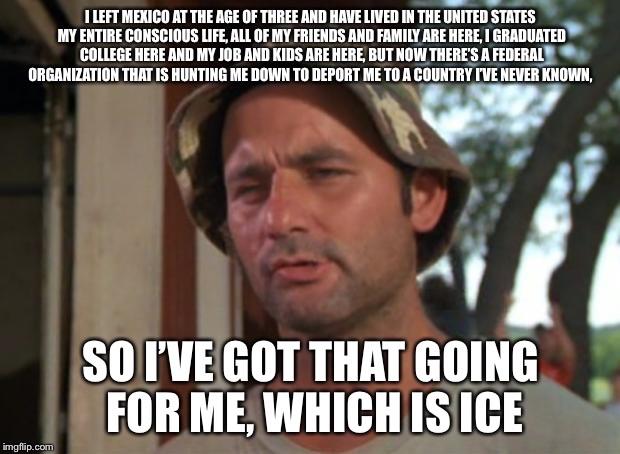 I LEFT MEXICO AT THE AGE OF THREE AND HAVE LIVED IN THE UNITED STATES
MY ENTIRE CONSCIOUS LIFE, ALL OF MY FRIENDS AND FAMILY ARE HERE, I GRADUATED
COLLEGE HERE AND MY JOB AND KIDS ARE HERE, BUT NOW THERE'S A FEDERAL
ORGANIZATION THAT IS HUNTING ME DOWN TO DEPORT ME TO A COUNTRY I'VE NEVER KNOWN,
SO I'VE GOT THAT GOING
FOR ME, WHICH IS ICE
imgflip.com